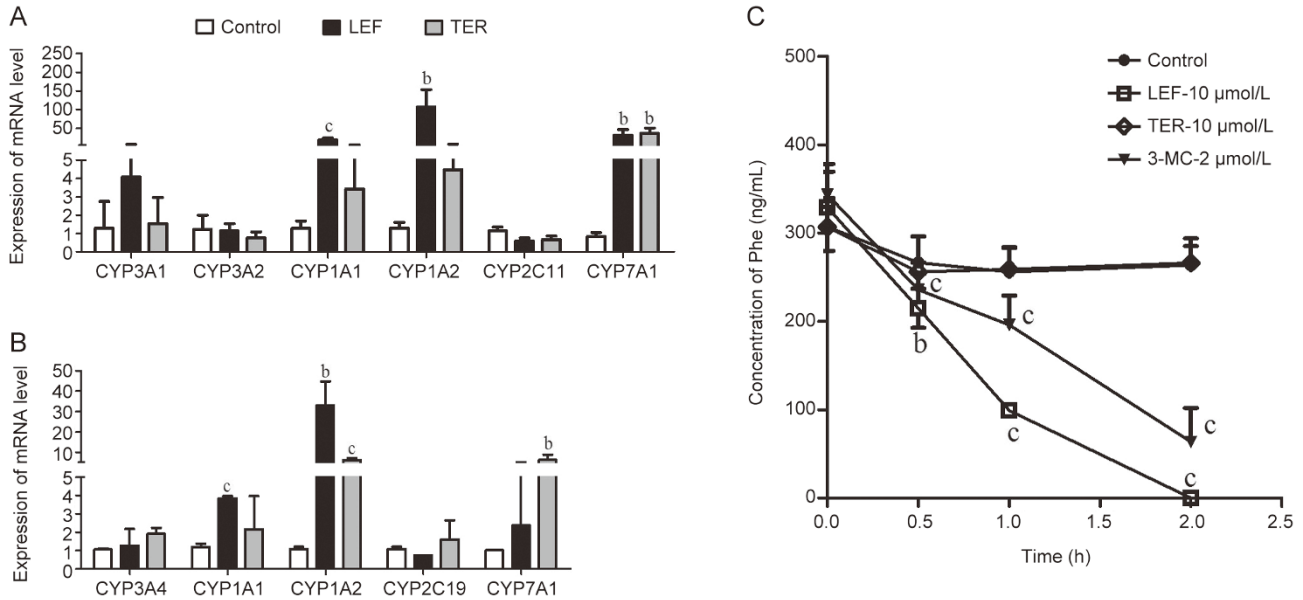 A
Control LEF TER
Expression of mRNA level
250
200
150
100
50
5
4
3
2
1
0
b
c
b b
CYP3A1 CYP3A2 CYP1A1 CYP1A2 CYP2C11 CYP7A1
B
Expression of mRNA level
50
40
30
20
10
5
4
2
1
0
b
c
b
c
CYP3A4 CYP1A1 CYP1A2 CYP2C19 CYP7A1
C
Control
LEF-10 μmol/L
TER-10 μmol/L
3-MC-2 μmol/L
Concentration of Phe (ng/mL)
500
400
300
200
100
0
c
b
c
c
c
c
0.0 0.5 1.0 1.5 2.0 2.5
Time (h)